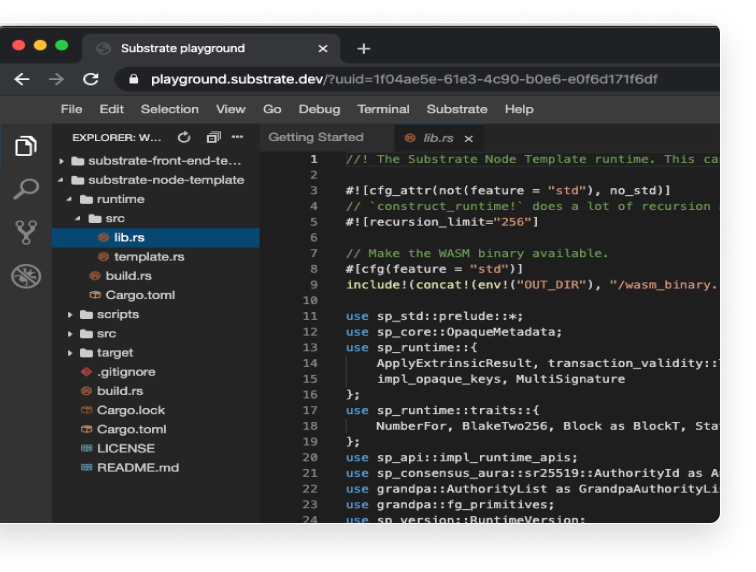 Substrate playground
playground.substrate.dev/?uuid=1f04ae5e-61e3-4c90-b0e6-e0f6d171f6df
File Edit Selection View Go Debug Terminal Substrate Help
EXPLORER: W...
substrate-front-end-te...
substrate-node-template
runtime
src
lib.rs
template.rs
build.rs
Cargo.toml
scripts
src
target
.gitignore
build.rs
Cargo.lock
Cargo.toml
LICENSE
README.md
Getting Started lib.rs
1 //! The Substrate Node Template runtime. This ca
2
3 #![cfg_attr(not(feature = "std"), no_std)]
4 // `construct_runtime!` does a lot of recursion
5 #![recursion_limit="256"]
6
7 // Make the WASM binary available.
8 #[cfg(feature = "std")]
9 include!(concat!(env!("OUT_DIR"), "/wasm_binary.
10
11 use sp_std::prelude::*;
12 use sp_core::OpaqueMetadata;
13 use sp_runtime::{
14 ApplyExtrinsicResult, transaction_validity::
15 impl_opaque_keys, MultiSignature
16 };
17 use sp_runtime::traits::{
18 NumberFor, BlakeTwo256, Block as BlockT, Sta
19 };
20 use sp_api::impl_runtime_apis;
21 use sp_consensus_aura::sr25519::AuthorityId as A
22 use grandpa::AuthorityList as GrandpaAuthorityLi
23 use grandpa::fg_primitives;
24 use sp_version::RuntimeVersion;